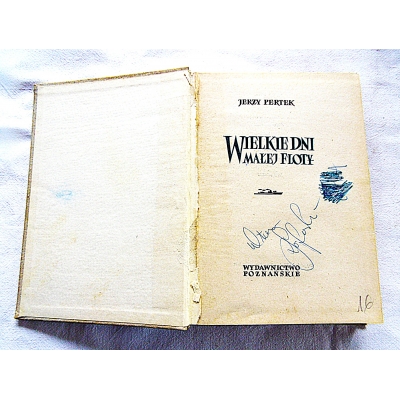 JERZY PERTEK
WIELKIE DNI
MAŁEJ FLOTY
WYDAWNICTWO
POZNAŃSKIE
16